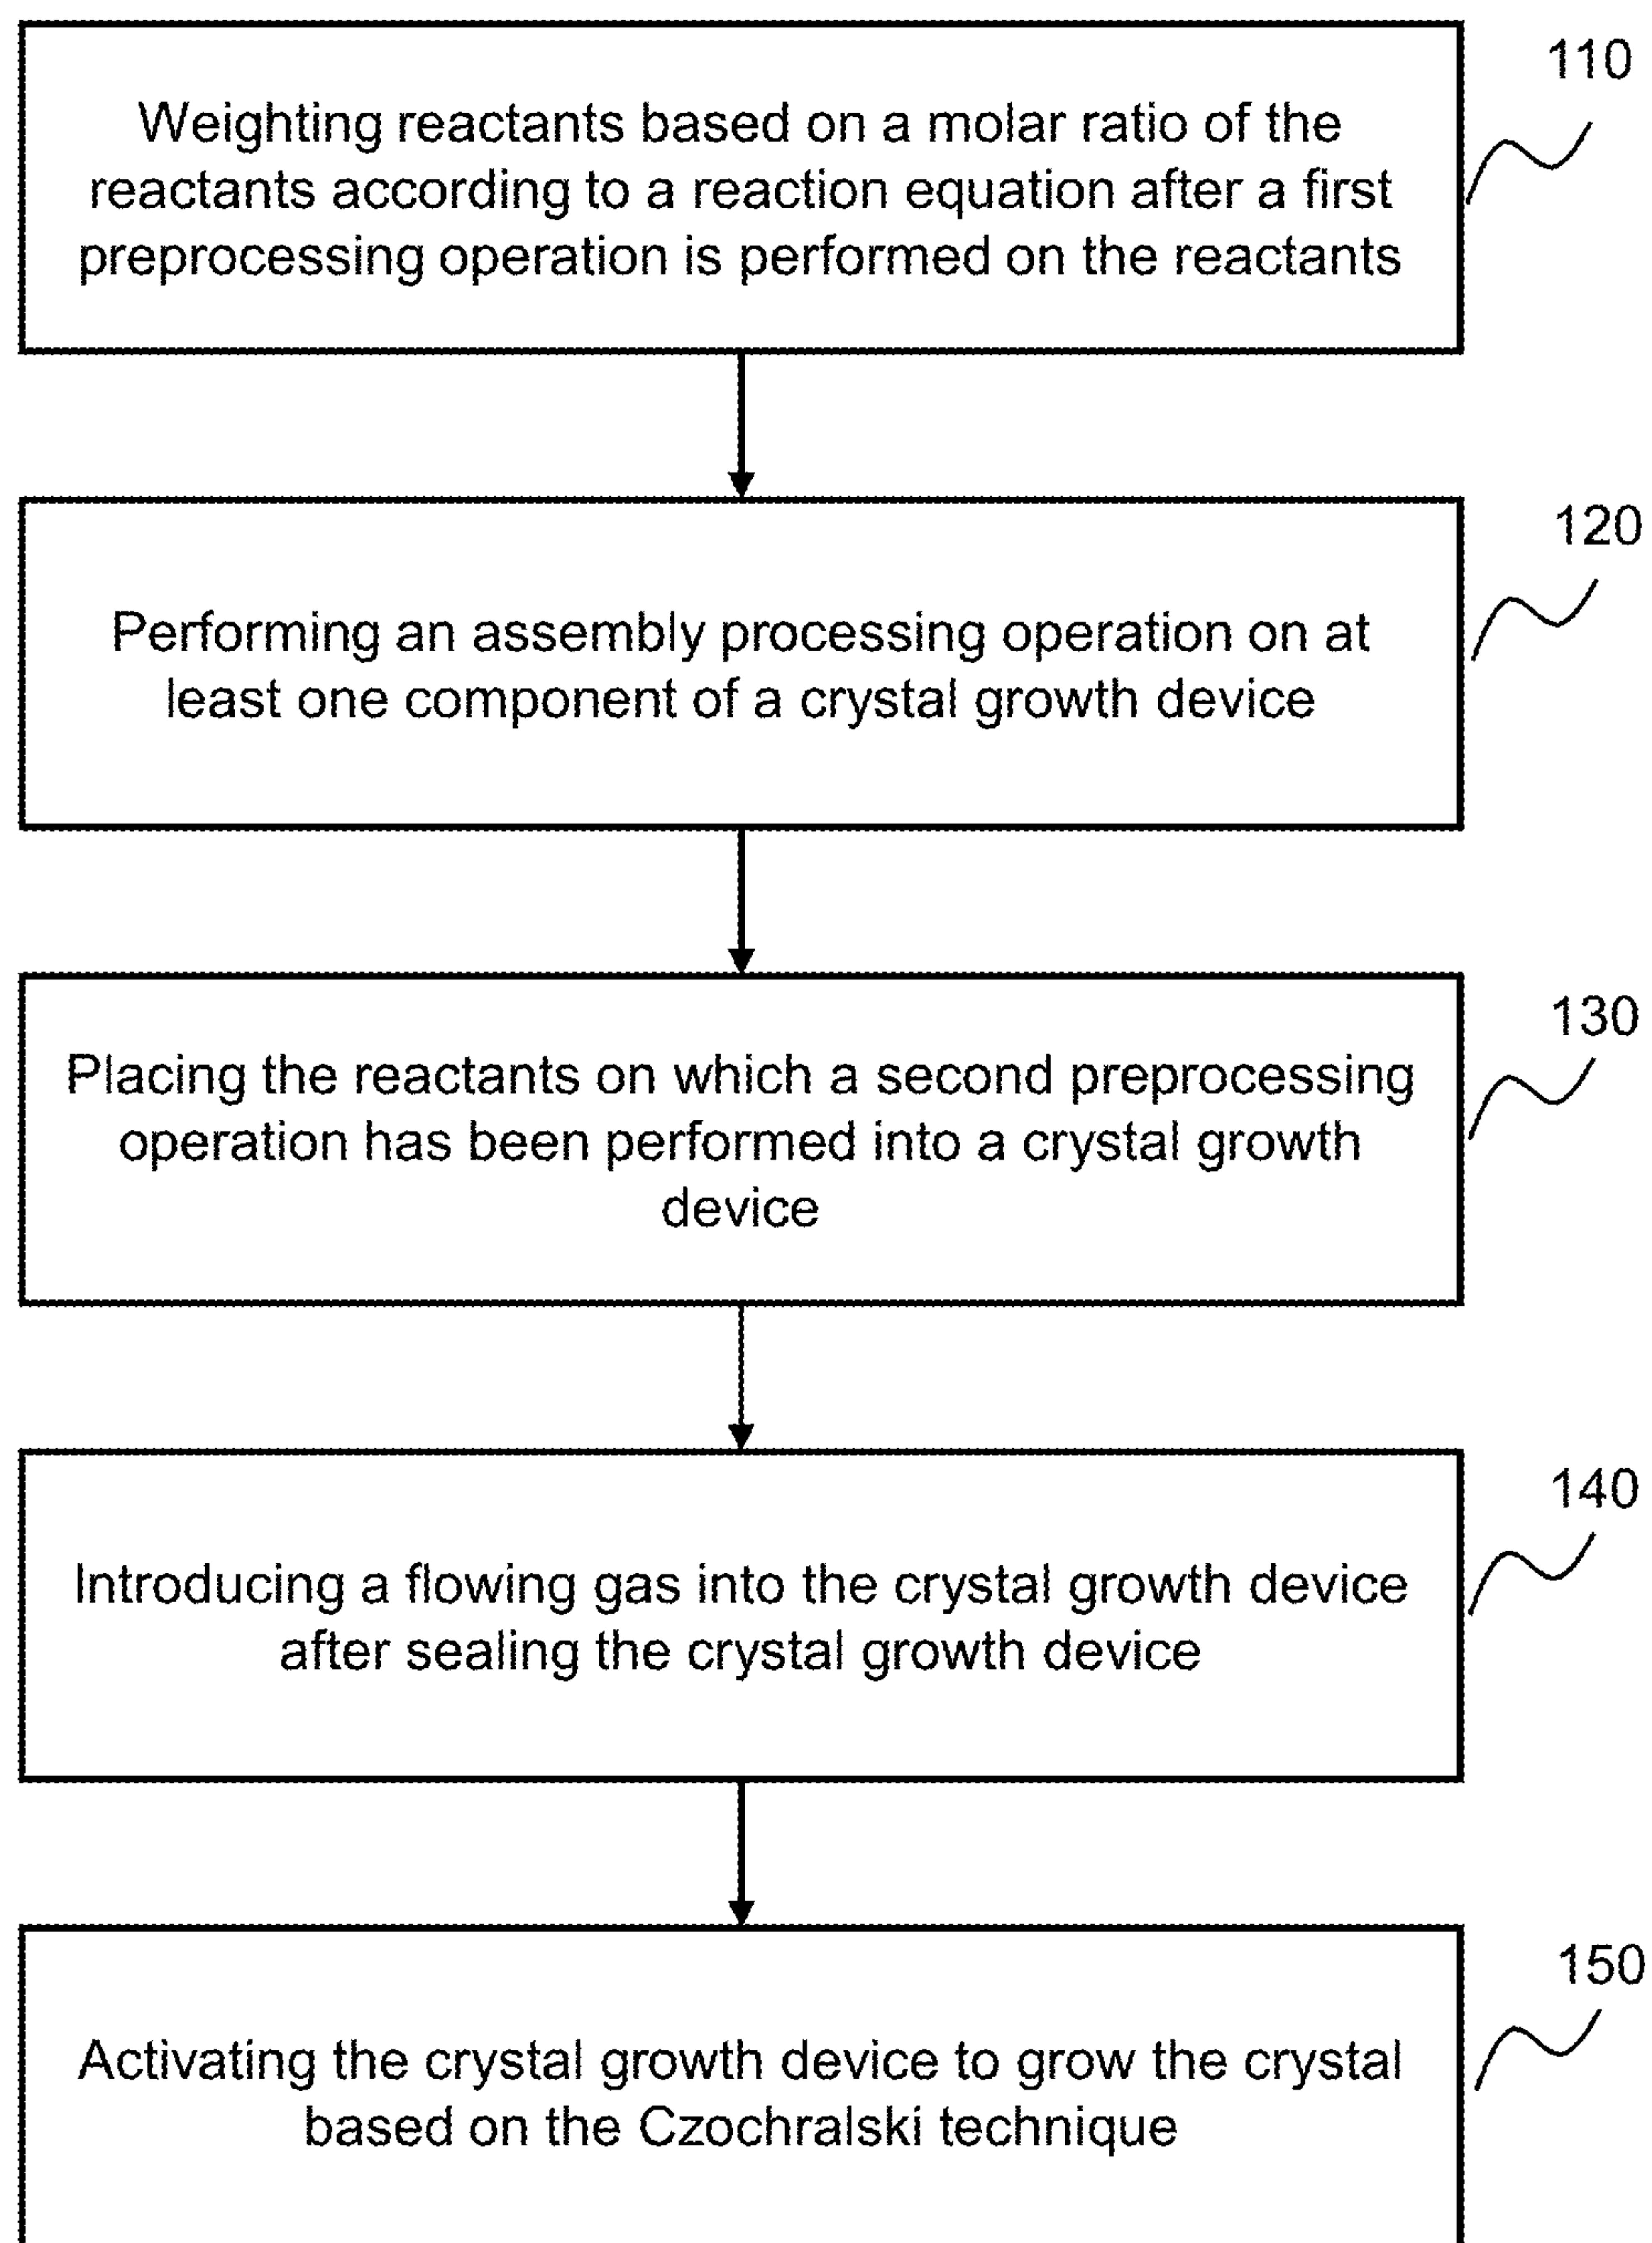 110
Weighting reactants based on a molar ratio of the
reactants according to a reaction equation after a first
preprocessing operation is performed on the reactants
120
Performing an assembly processing operation on at
least one component of a crystal growth device
130
Placing the reactants on which a second preprocessing
operation has been performed into a crystal growth
device
140
Introducing a flowing gas into the crystal growth device
after sealing the crystal growth device
150
Activating the crystal growth device to grow the crystal
based on the Czochralski technique